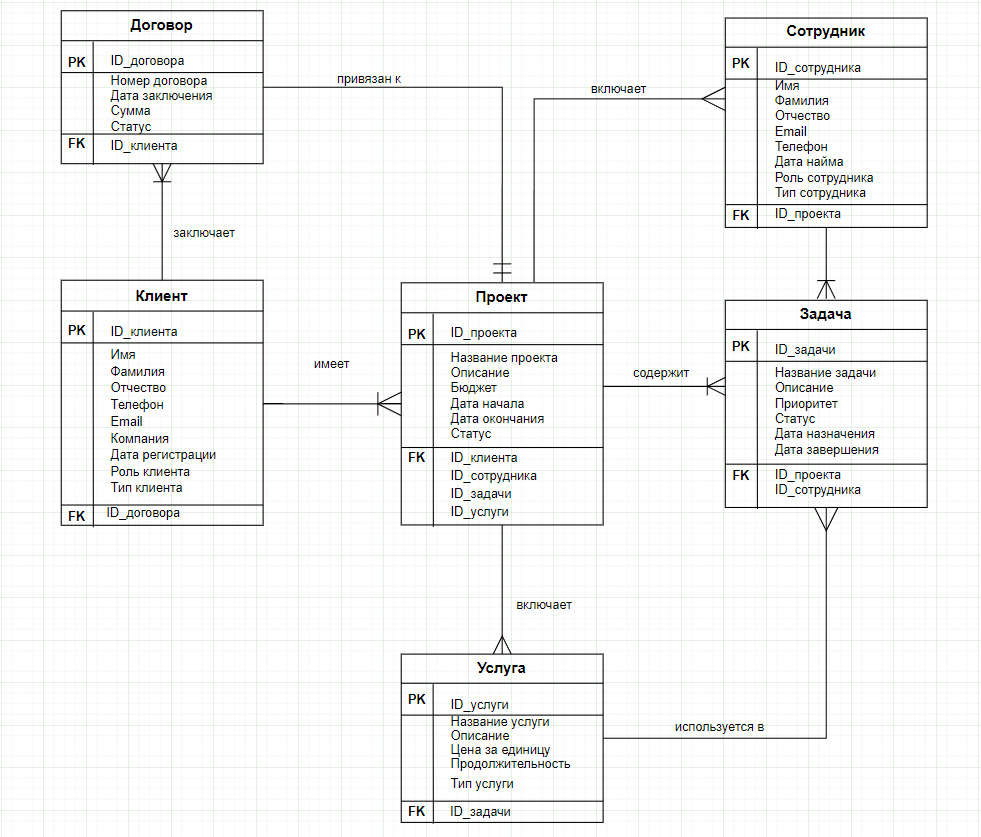 Договор
PK ID_договора
Номер договора
Дата заключения
Сумма
Статус
FK ID_клиента
привязан к
включает
Сотрудник
PK ID_сотрудника
Имя
Фамилия
Отчество
Email
Телефон
Дата найма
Роль сотрудника
Тип сотрудника
FK ID_проекта
заключает
Клиент
PK ID_клиента
Имя
Фамилия
Отчество
Телефон
Email
Компания
Дата регистрации
Роль клиента
Тип клиента
FK ID_договора
имеет
Проект
PK ID_проекта
Название проекта
Описание
Бюджет
Дата начала
Дата окончания
Статус
FK ID_клиента
ID_сотрудника
ID_задачи
ID_услуги
содержит
Задача
PK ID_задачи
Название задачи
Описание
Приоритет
Статус
Дата назначения
Дата завершения
FK ID_проекта
ID_сотрудника
включает
Услуга
PK ID_услуги
Название услуги
Описание
Цена за единицу
Продолжительность
Тип услуги
FK ID_задачи
используется в